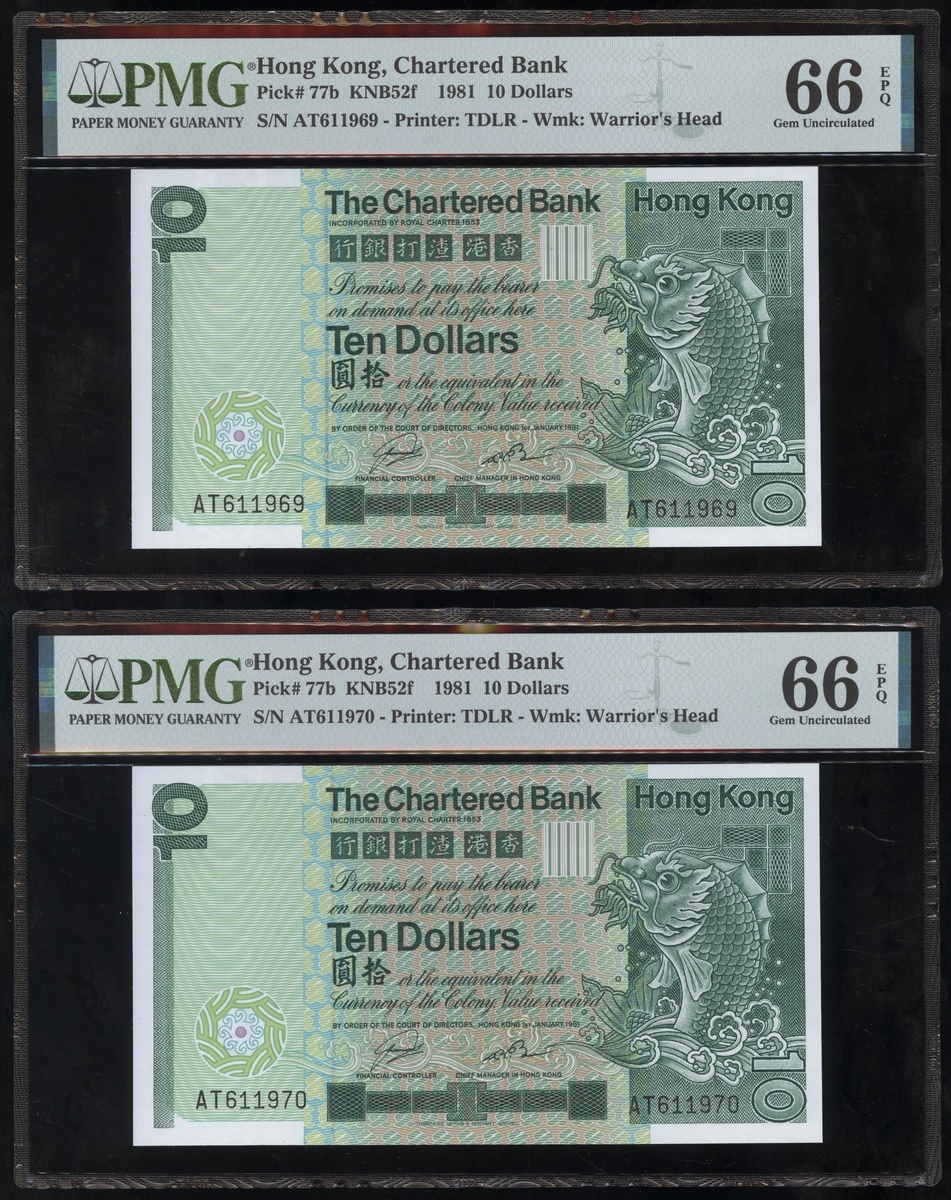 PMG®
PAPER MONEY GUARANTY
Hong Kong, Chartered Bank
Pick# 77b KNB52f 1981 10 Dollars
S/N AT611969 - Printer: TDLR - Wmk: Warrior's Head
66 EPQ
Gem Uncirculated
10
The Chartered Bank
Hong Kong
INCORPORATED BY ROYAL CHARTER 1853
行銀打渣港香
Promises to pay the bearer
on demand at its office here
Ten Dollars
圓拾 or the equivalent in the
Currency of the Colony Value received
BY ORDER OF THE COURT OF DIRECTORS, HONG KONG 1ST JANUARY 1981
FINANCIAL CONTROLLER CHIEF MANAGER IN HONG KONG
AT611969
AT611969
10
PMG®
PAPER MONEY GUARANTY
Hong Kong, Chartered Bank
Pick# 77b KNB52f 1981 10 Dollars
S/N AT611970 - Printer: TDLR - Wmk: Warrior's Head
66 EPQ
Gem Uncirculated
10
The Chartered Bank
Hong Kong
INCORPORATED BY ROYAL CHARTER 1853
行銀打渣港香
Promises to pay the bearer
on demand at its office here
Ten Dollars
圓拾 or the equivalent in the
Currency of the Colony Value received
BY ORDER OF THE COURT OF DIRECTORS, HONG KONG 1ST JANUARY 1981
FINANCIAL CONTROLLER CHIEF MANAGER IN HONG KONG
AT611970
AT611970
10